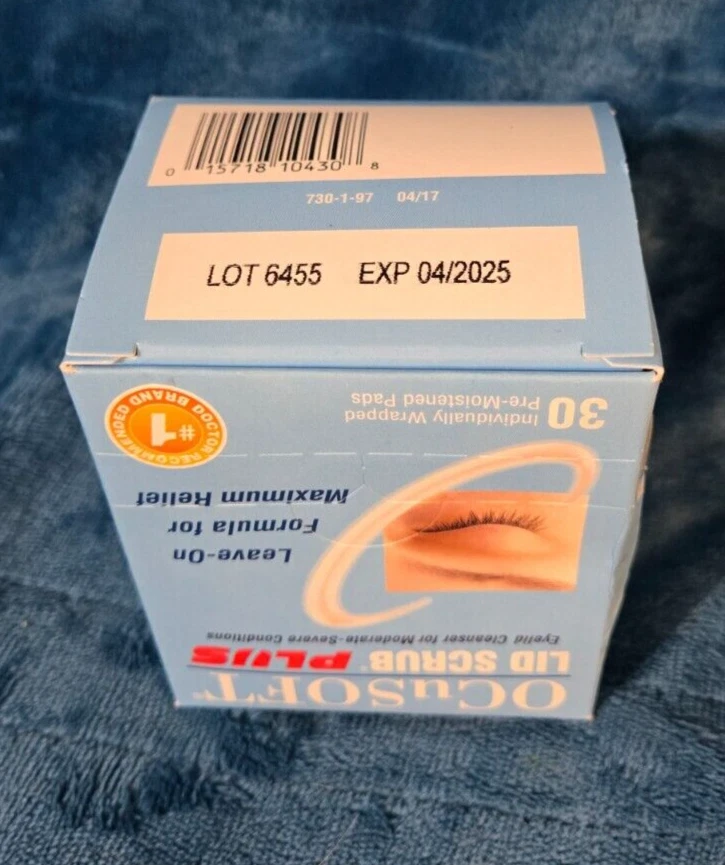 0 15718 10430 8
730-1-97 04/17
LOT 6455 EXP 04/2025
OCuSOFT®
LID SCRUB® PLUS
Eyelid Cleanser for Moderate-Severe Conditions
Leave-On
Formula for
Maximum Relief
30 Individually Wrapped
Pre-Moistened Pads
#1
DOCTOR RECOMMENDED BRAND